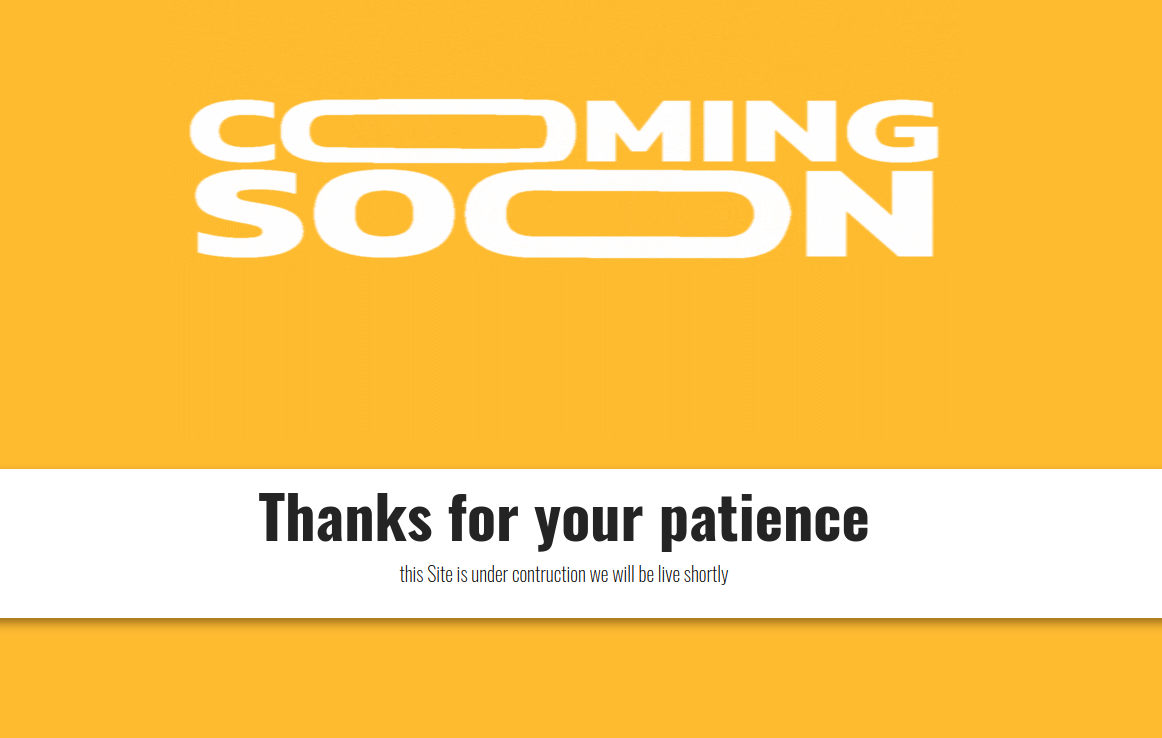 COMING
SOON
Thanks for your patience
this Site is under contruction we will be live shortly